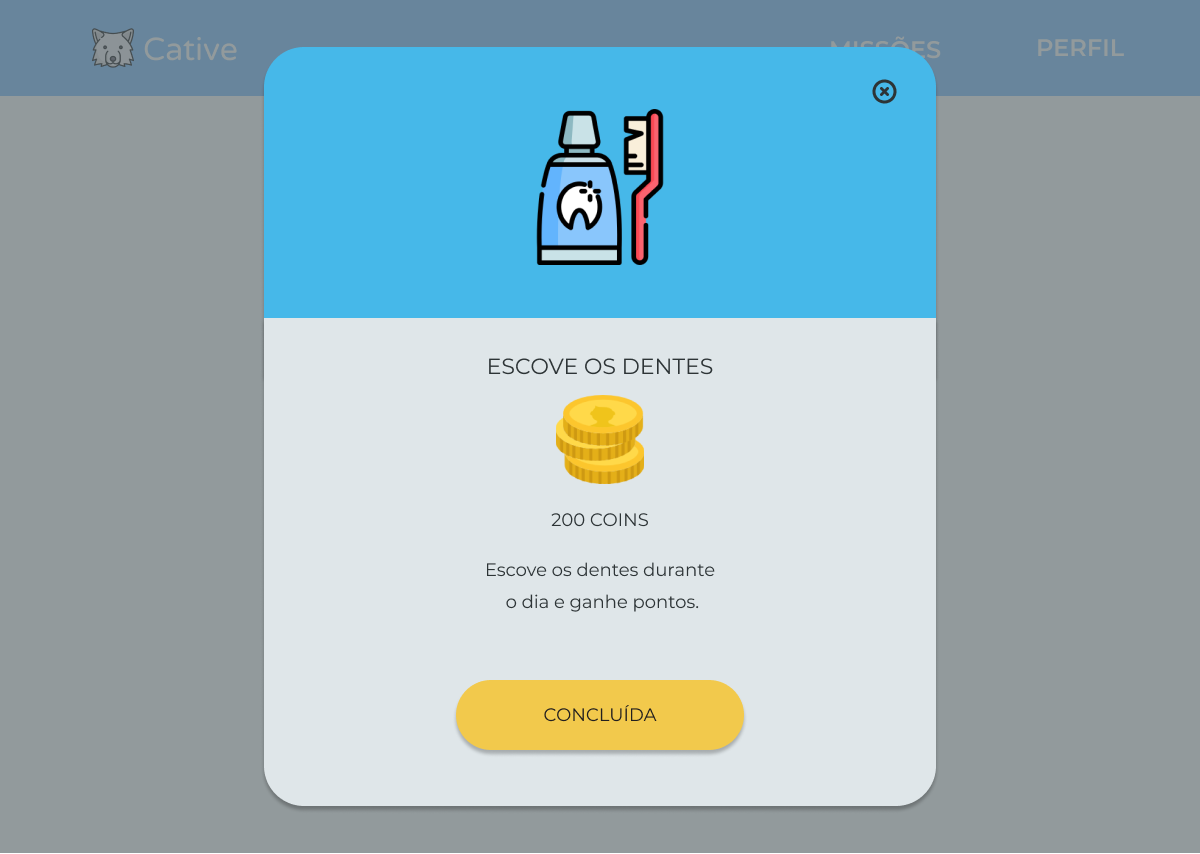 Cative
MISSÕES
PERFIL
ESCOVE OS DENTES
200 COINS
Escove os dentes durante
o dia e ganhe pontos.
CONCLUÍDA